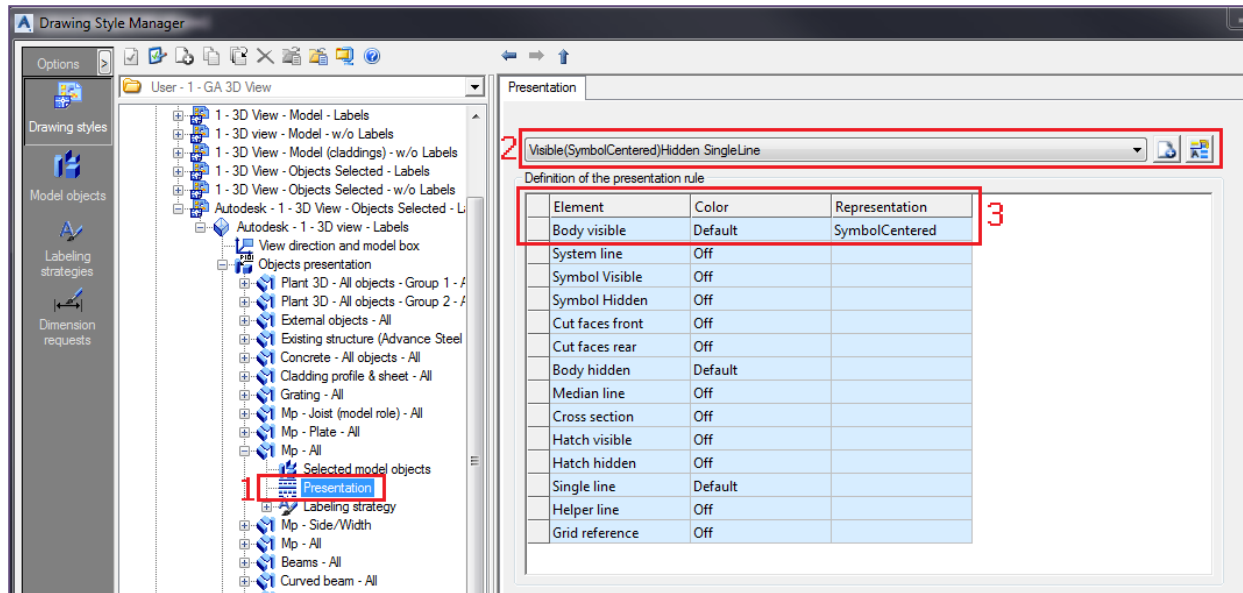 Drawing Style Manager
Options
Drawing styles
Model objects
Labeling
strategies
Dimension
requests
User - 1 - GA 3D View
1 - 3D View - Model - Labels
1 - 3D view - Model - w/o Labels
1 - 3D View - Model (claddings) - w/o Labels
1 - 3D View - Objects Selected - Labels
1 - 3D View - Objects Selected - w/o Labels
Autodesk - 1 - 3D View - Objects Selected - L
Autodesk - 1 - 3D view - Labels
View direction and model box
Objects presentation
Plant 3D - All objects - Group 1 - A
Plant 3D - All objects - Group 2 - A
External objects - All
Existing structure (Advance Steel
Concrete - All objects - All
Cladding profile & sheet - All
Grating - All
Mp - Joist (model role) - All
Mp - Plate - All
Mp - All
Selected model objects
1 Presentation
Labeling strategy
Mp - Side/Width
Mp - All
Beams - All
Curved beam - All
Presentation
2 Visible(SymbolCentered)Hidden SingleLine
Definition of the presentation rule
Element Color Representation 3
Body visible Default SymbolCentered
System line Off
Symbol Visible Off
Symbol Hidden Off
Cut faces front Off
Cut faces rear Off
Body hidden Default
Median line Off
Cross section Off
Hatch visible Off
Hatch hidden Off
Single line Default
Helper line Off
Grid reference Off